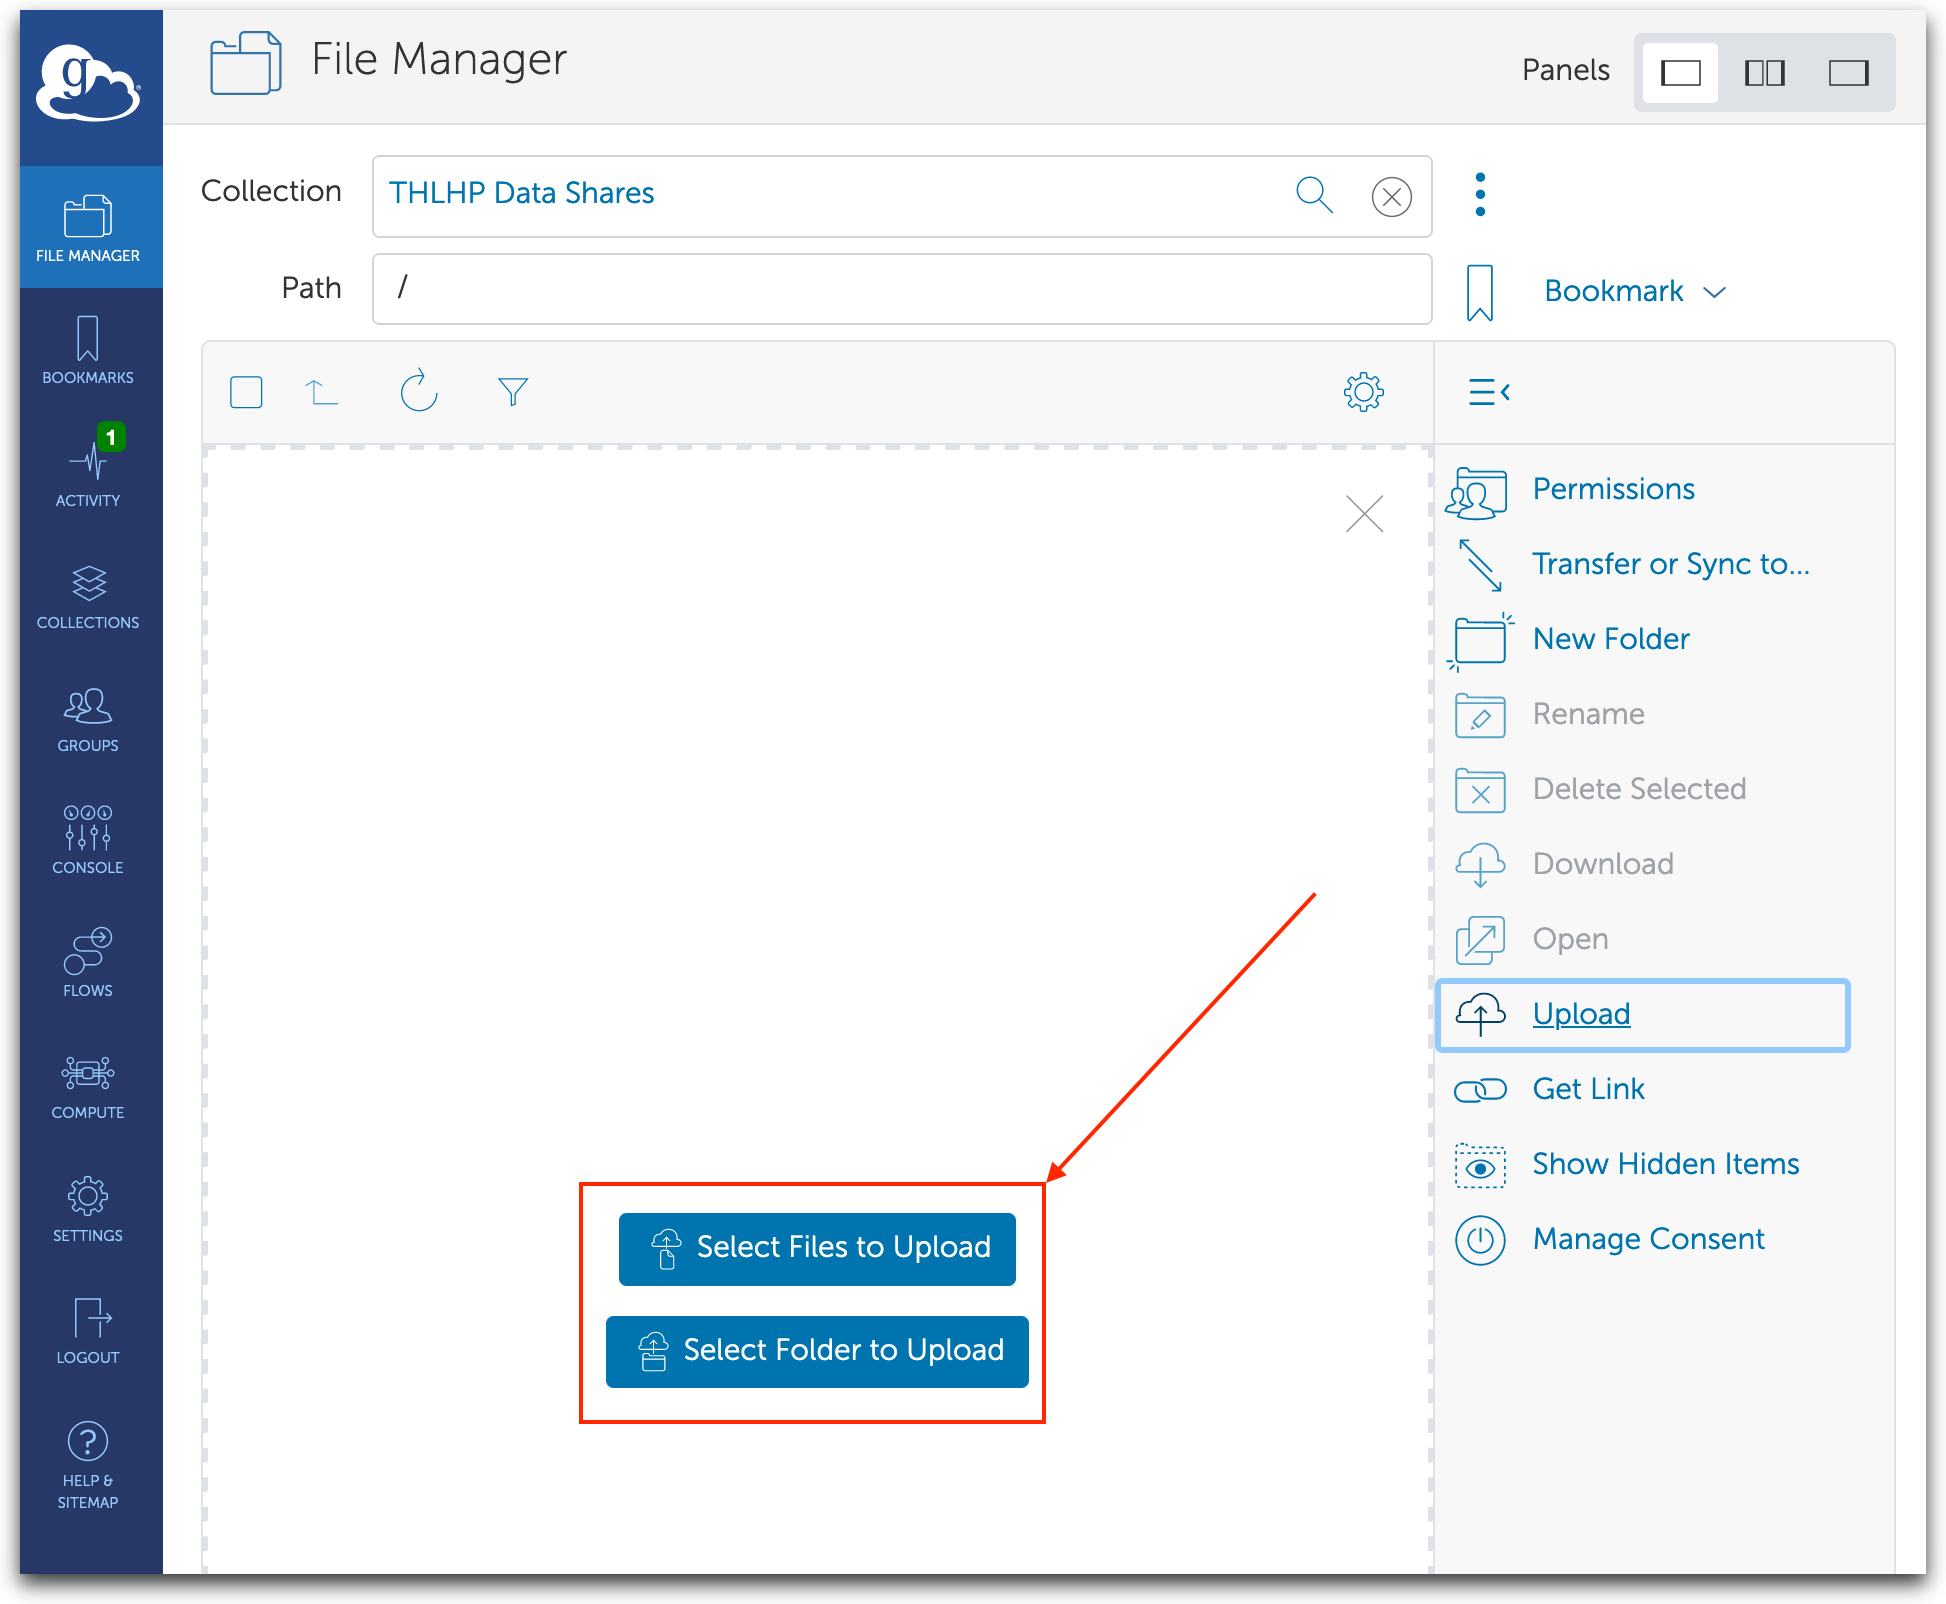 g
File Manager
Panels
FILE MANAGER
BOOKMARKS
1
ACTIVITY
COLLECTIONS
GROUPS
CONSOLE
FLOWS
COMPUTE
SETTINGS
LOGOUT
HELP &
SITEMAP
Collection
THLHP Data Shares
Path
/
Bookmark
Select Files to Upload
Select Folder to Upload
Permissions
Transfer or Sync to...
New Folder
Rename
Delete Selected
Download
Open
Upload
Get Link
Show Hidden Items
Manage Consent